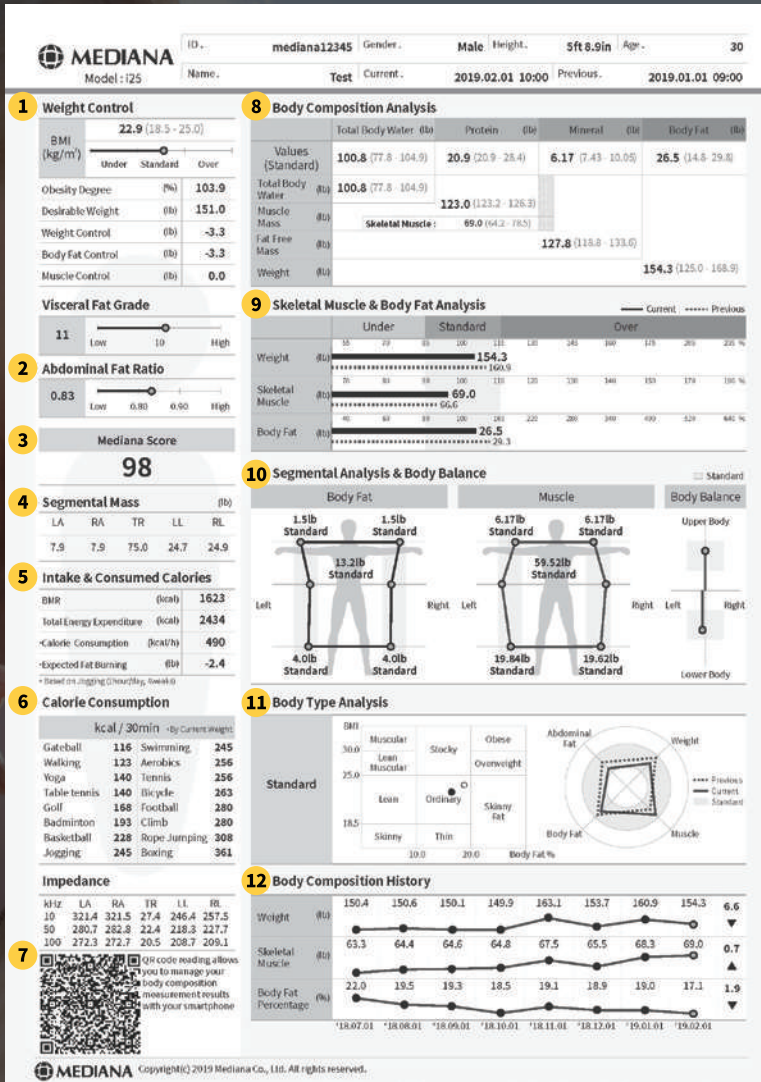 MEDIANA
Model : i25
ID. mediana12345 Gender. Male Height. 5ft 8.9in Age. 30
Name. Test Current. 2019.02.01 10:00 Previous. 2019.01.01 09:00
1 Weight Control
BMI (kg/m²) 22.9 (18.5 - 25.0)
Under Standard Over
Obesity Degree (%) 103.9
Desirable Weight (lb) 151.0
Weight Control (lb) -3.3
Body Fat Control (lb) -3.3
Muscle Control (lb) 0.0
Visceral Fat Grade
11
Low 10 High
2 Abdominal Fat Ratio
0.83
Low 0.80 0.90 High
3 Mediana Score
98
4 Segmental Mass (lb)
LA RA TR LL RL
7.9 7.9 75.0 24.7 24.9
5 Intake & Consumed Calories
BMR (kcal) 1623
Total Energy Expenditure (kcal) 2434
•Calorie Consumption (kcal/h) 490
•Expected Fat Burning (lb) -2.4
• Based on Jogging (1hour/day, 4weeks)
6 Calorie Consumption
kcal / 30min •By Current Weight
Gateball 116 Swimming 245
Walking 123 Aerobics 256
Yoga 140 Tennis 256
Table tennis 140 Bicycle 263
Golf 168 Football 280
Badminton 193 Climb 280
Basketball 228 Rope Jumping 308
Jogging 245 Boxing 361
Impedance
kHz LA RA TR LL RL
10 321.4 321.5 27.4 246.4 257.5
50 280.7 282.8 22.4 218.3 227.7
100 272.3 272.7 20.5 208.7 209.1
7
QR code reading allows
you to manage your
body composition
measurement results
with your smartphone
8 Body Composition Analysis
Total Body Water (lb) Protein (lb) Mineral (lb) Body Fat (lb)
Values (Standard) 100.8 (77.8 - 104.9) 20.9 (20.9 - 28.4) 6.17 (7.43 - 10.05) 26.5 (14.8 - 29.8)
Total Body Water (lb) 100.8 (77.8 - 104.9)
Muscle Mass (lb) 123.0 (123.2 - 126.3)
Skeletal Muscle : 69.0 (64.2 - 78.5)
Fat Free Mass (lb) 127.8 (118.8 - 133.6)
Weight (lb) 154.3 (125.0 - 168.9)
9 Skeletal Muscle & Body Fat Analysis
Current Previous
Under Standard Over
Weight (lb) 154.3
160.9
Skeletal Muscle (lb) 69.0
66.6
Body Fat (lb) 26.5
29.3
10 Segmental Analysis & Body Balance
Standard
Body Fat Muscle Body Balance
1.5lb Standard 1.5lb Standard 6.17lb Standard 6.17lb Standard Upper Body
13.2lb Standard 59.52lb Standard
Left Right Left Right Left Right
4.0lb Standard 4.0lb Standard 19.84lb Standard 19.62lb Standard
Lower Body
11 Body Type Analysis
Standard
BMI
30.0
25.0
18.5
Muscular Stocky Obese
Lean Muscular Overweight
Lean Ordinary Skinny Fat
Skinny Thin
10.0 20.0 Body Fat %
Abdominal Fat Weight
Body Fat Muscle
Previous
Current
Standard
12 Body Composition History
Weight (lb) 150.4 150.6 150.1 149.9 163.1 153.7 160.9 154.3 6.6 ▼
Skeletal Muscle (lb) 63.3 64.4 64.6 64.8 67.5 65.5 68.3 69.0 0.7 ▲
Body Fat Percentage (%) 22.0 19.5 19.3 18.5 19.1 18.9 19.0 17.1 1.9 ▼
'18.07.01 '18.08.01 '18.09.01 '18.10.01 '18.11.01 '18.12.01 '19.01.01 '19.02.01
MEDIANA Copyright(c) 2019 Mediana Co., Ltd. All rights reserved.